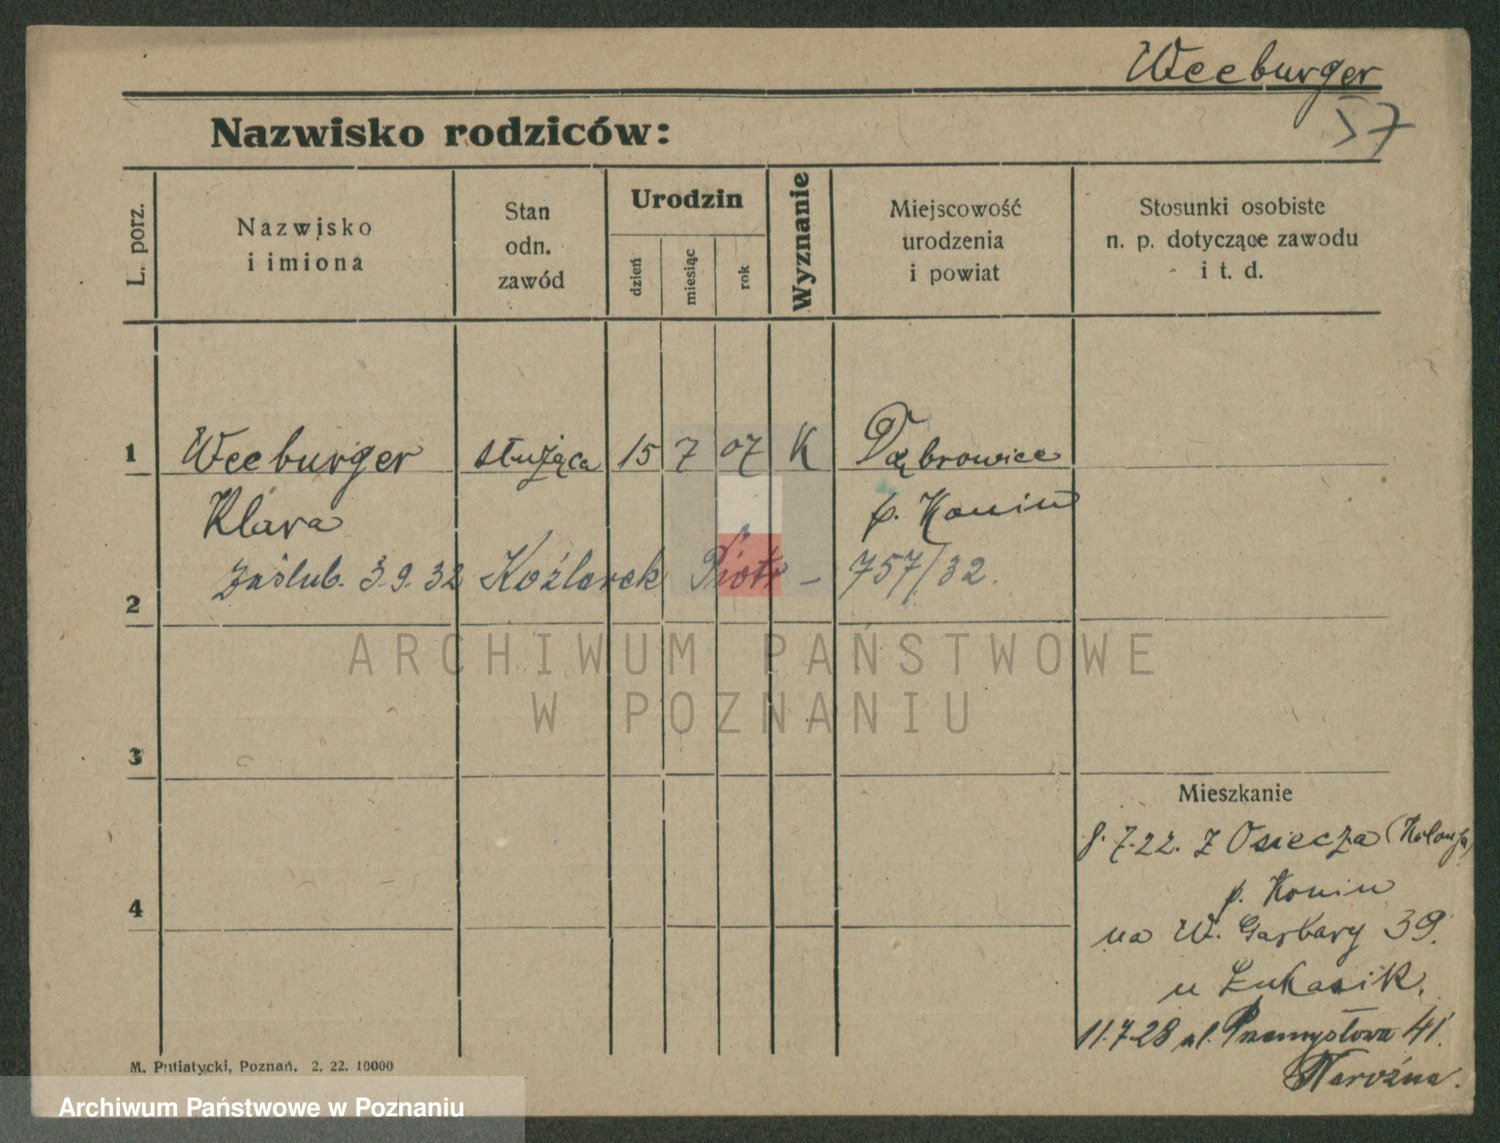 Weeburger
57
Nazwisko rodziców:
L. porz.
Nazwisko
i imiona
Stan
odn.
zawód
Urodzin
dzień
miesiąc
rok
Wyznanie
Miejscowość
urodzenia
i powiat
Stosunki osobiste
n. p. dotyczące zawodu
i t. d.
1 Weeburger służąca 15 7 07 K Dąbrowice
Klara p. Konin
zaślub. 3.9.32 Koźlarek Piotr - 757/32.
2
ARCHIWUM PAŃSTWOWE
W POZNANIU
3
Mieszkanie
8.7.22. z Osiecza (Kolonja)
p. Konin
4
na W. Garbary 39.
u Łukasik.
11.7.28 ul. Przemysłowa 41.
Narożna.
M. Putiatycki, Poznań. 2. 22. 10000
Archiwum Państwowe w Poznaniu